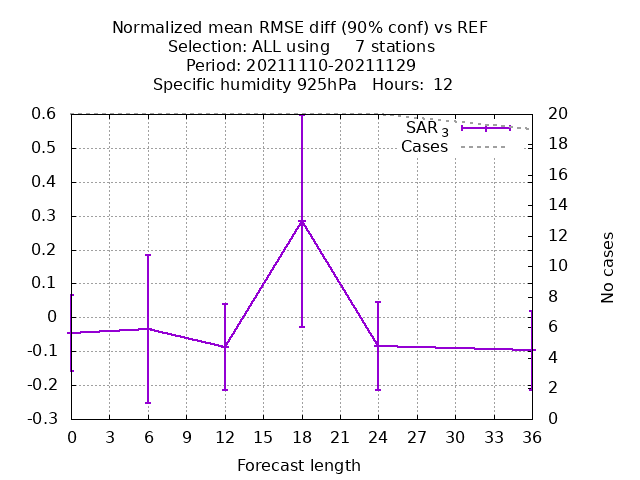 Normalized mean RMSE diff (90% conf) vs REF
Selection: ALL using     7 stations
Period: 20211110-20211129
Specific humidity 925hPa   Hours:  12
0.6
0.5
0.4
0.3
0.2
0.1
0
-0.1
-0.2
-0.3
20
18
16
14
12
10
8
6
4
2
0
SAR 3
Cases
No cases
0 3 6 9 12 15 18 21 24 27 30 33 36
Forecast length